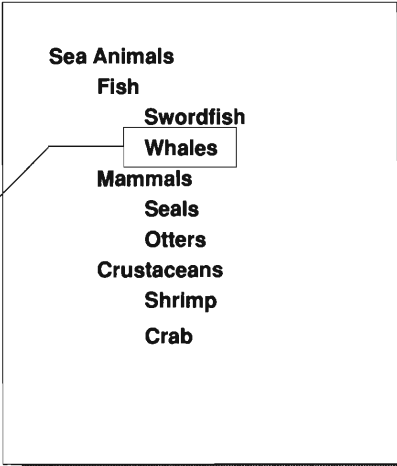 Sea Animals
Fish
Swordfish
Whales
Mammals
Seals
Otters
Crustaceans
Shrimp
Crab